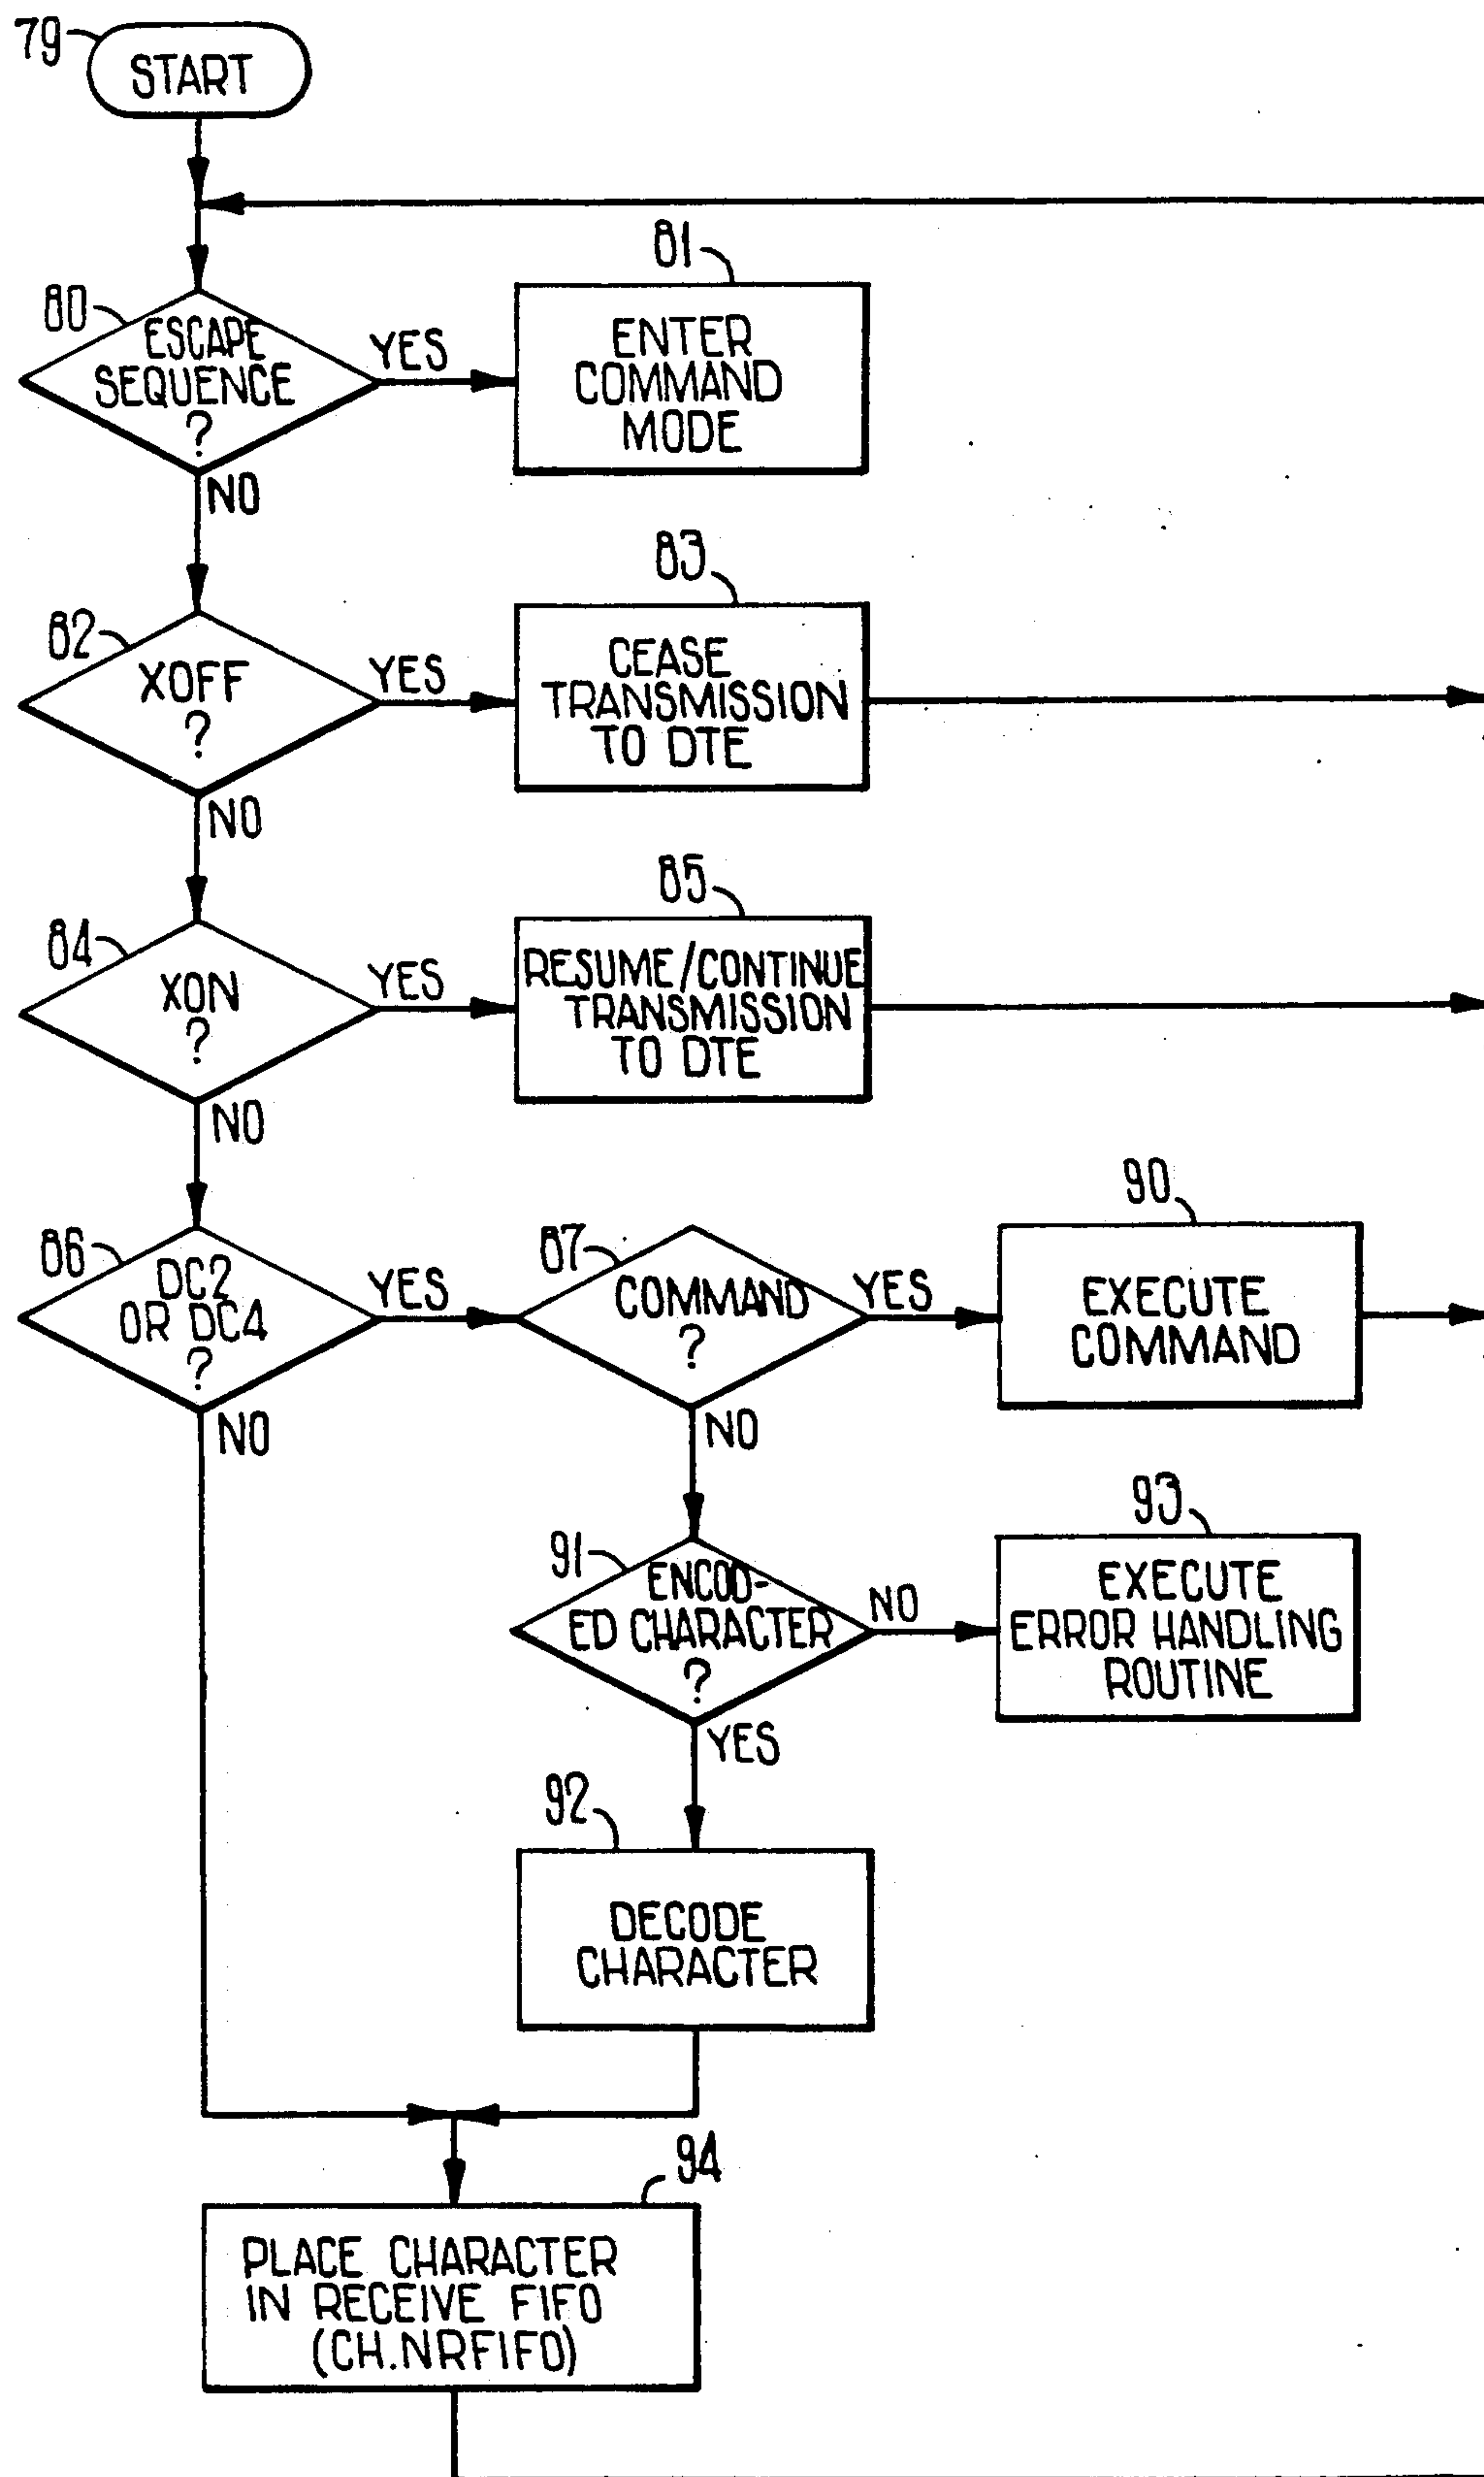 79
START
80
ESCAPE
SEQUENCE
?
YES
NO
81
ENTER
COMMAND
MODE
82
XOFF
?
YES
NO
83
CEASE
TRANSMISSION
TO DTE
84
XON
?
YES
NO
85
RESUME/CONTINUE
TRANSMISSION
TO DTE
86
DC2
OR DC4
?
YES
NO
87
COMMAND
?
YES
NO
90
EXECUTE
COMMAND
91
ENCOD-
ED CHARACTER
?
NO
YES
93
EXECUTE
ERROR HANDLING
ROUTINE
92
DECODE
CHARACTER
94
PLACE CHARACTER
IN RECEIVE FIFO
(CH.NRFIFO)